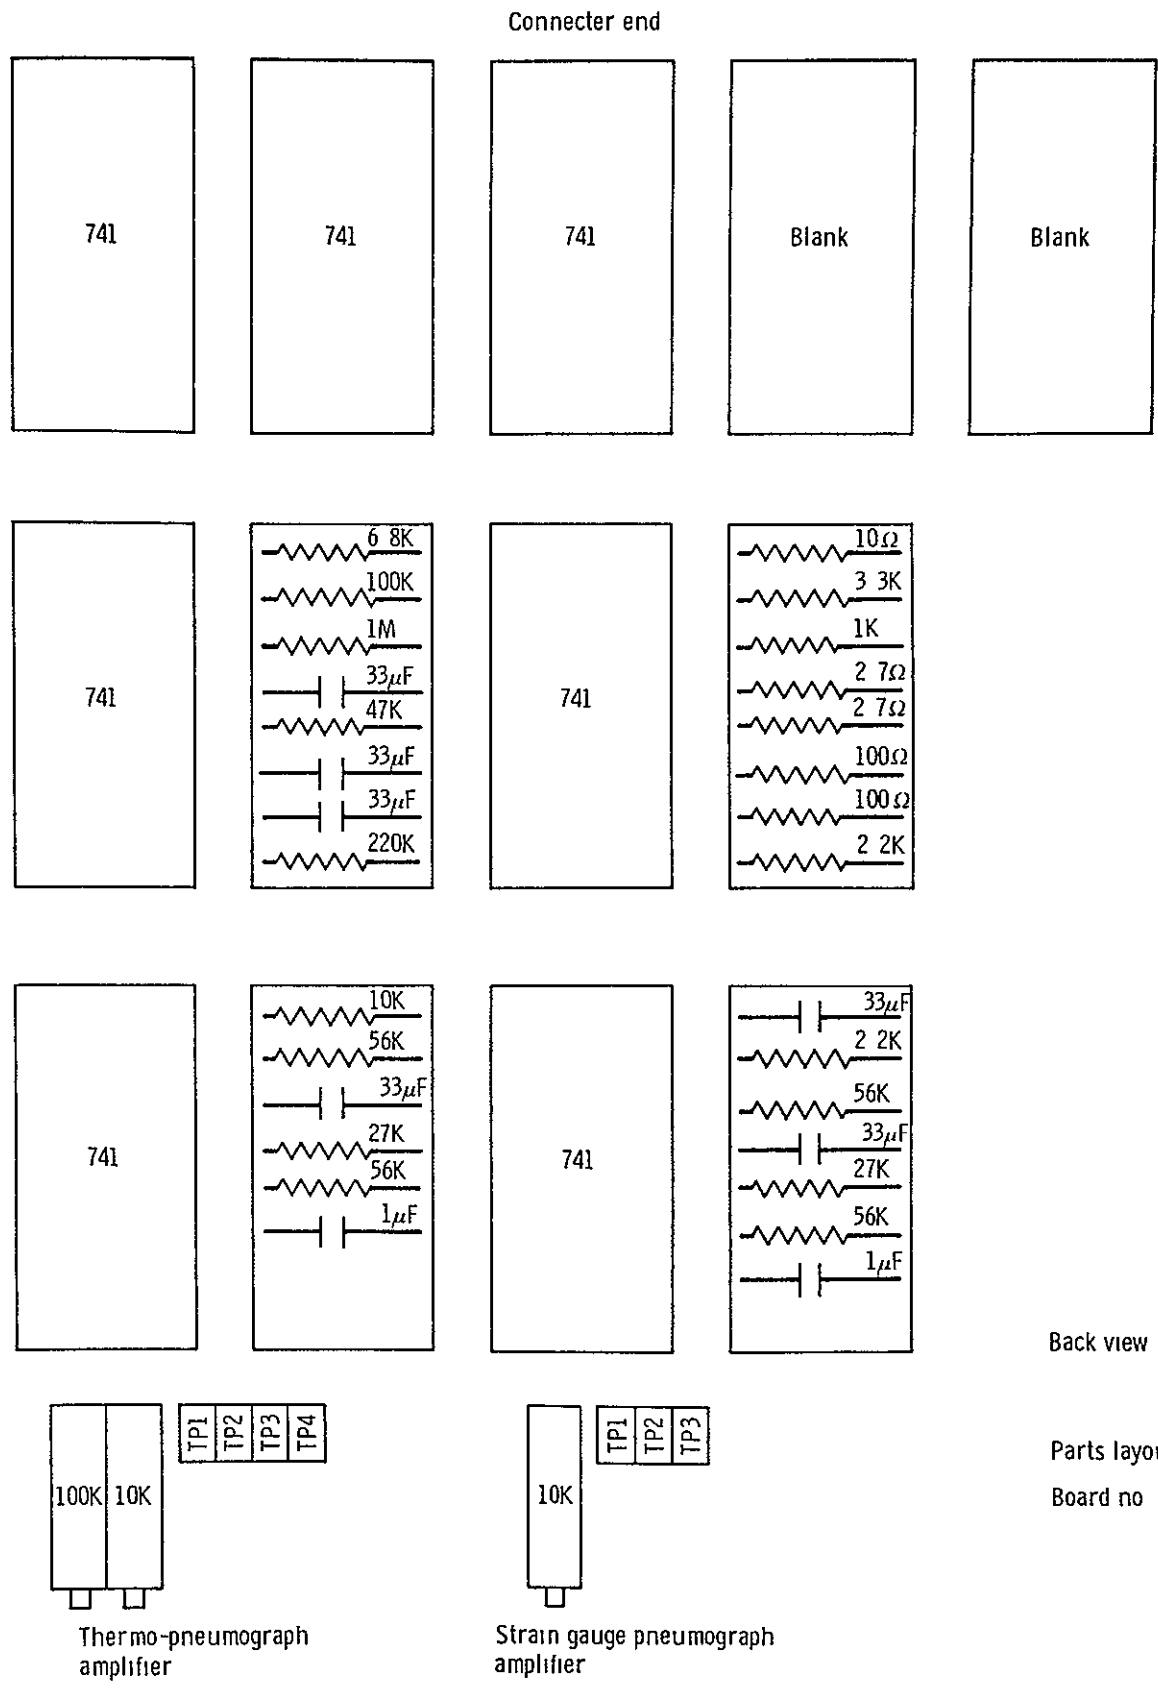 Connecter end
741
741
741
Blank
Blank
741
6 8K
100K
1M
33µF
47K
33µF
33µF
220K
741
10Ω
3 3K
1K
2 7Ω
2 7Ω
100Ω
100Ω
2 2K
741
10K
56K
33µF
27K
56K
1µF
741
33µF
2 2K
56K
33µF
27K
56K
1µF
Back view
TP1 TP2 TP3 TP4
100K 10K
Thermo-pneumograph
amplifier
TP1 TP2 TP3
10K
Strain gauge pneumograph
amplifier
Parts layou
Board no